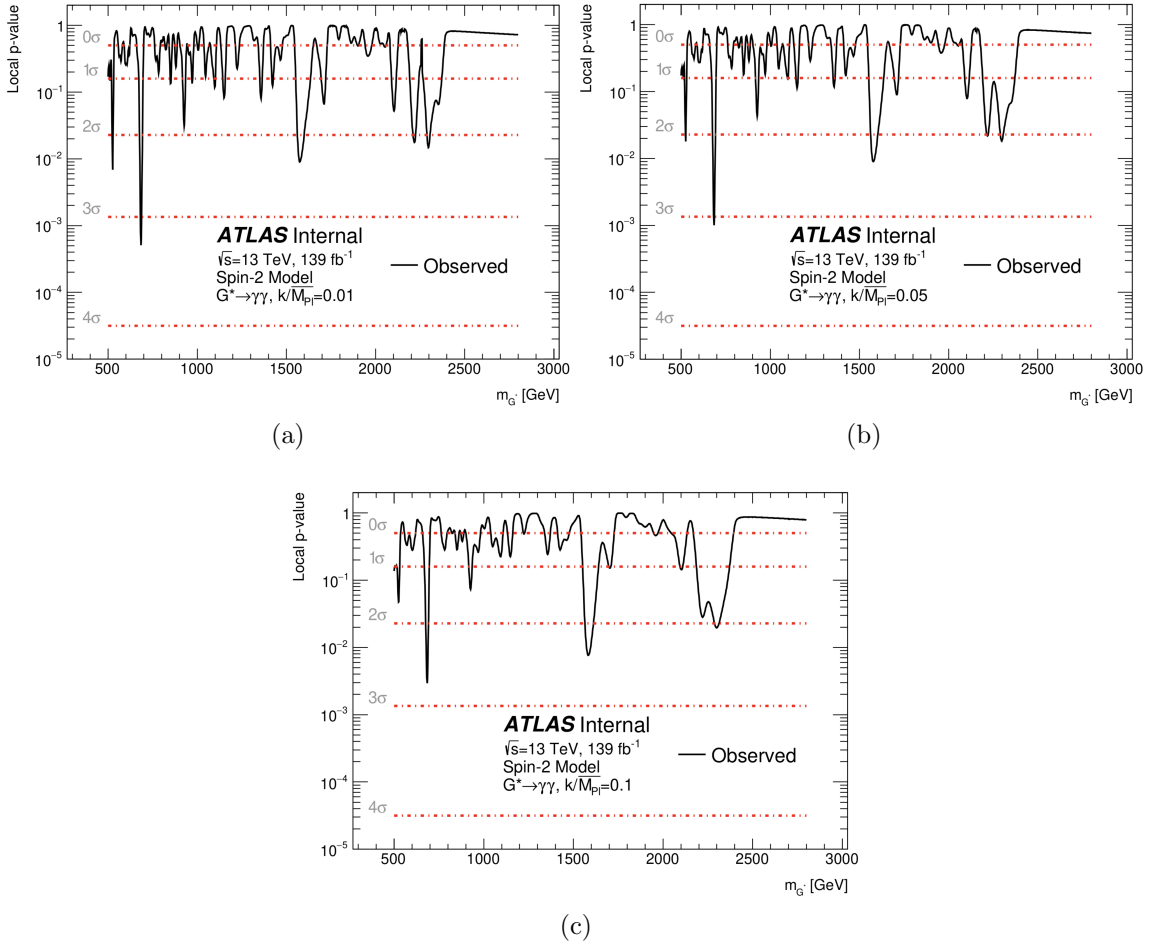 Local p-value
1
10⁻¹
10⁻²
10⁻³
10⁻⁴
10⁻⁵
0σ
1σ
2σ
3σ
4σ
ATLAS Internal
√s=13 TeV, 139 fb⁻¹
Spin-2 Model
G*→γγ, k/M̅Pl=0.01
Observed
500 1000 1500 2000 2500 3000
mG* [GeV]
(a)
Local p-value
1
10⁻¹
10⁻²
10⁻³
10⁻⁴
10⁻⁵
0σ
1σ
2σ
3σ
4σ
ATLAS Internal
√s=13 TeV, 139 fb⁻¹
Spin-2 Model
G*→γγ, k/M̅Pl=0.05
Observed
500 1000 1500 2000 2500 3000
mG* [GeV]
(b)
Local p-value
1
10⁻¹
10⁻²
10⁻³
10⁻⁴
10⁻⁵
0σ
1σ
2σ
3σ
4σ
ATLAS Internal
√s=13 TeV, 139 fb⁻¹
Spin-2 Model
G*→γγ, k/M̅Pl=0.1
Observed
500 1000 1500 2000 2500 3000
mG* [GeV]
(c)